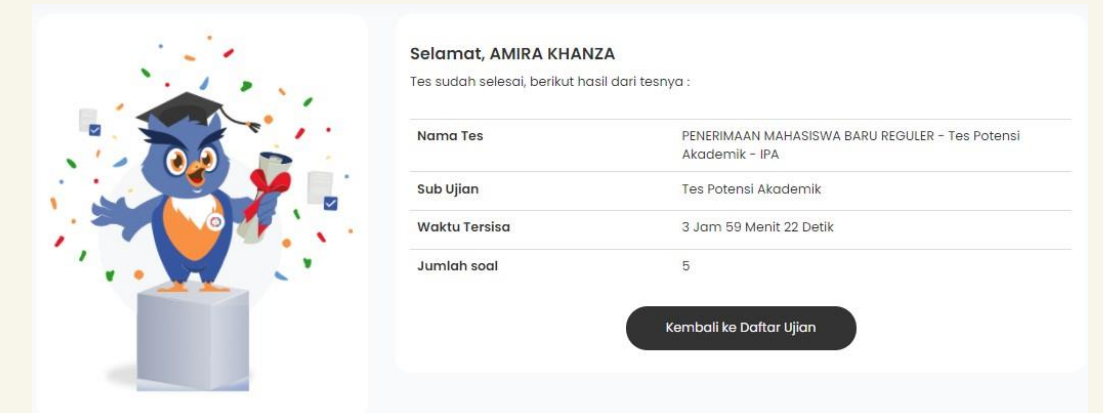 Selamat, AMIRA KHANZA
Tes sudah selesai, berikut hasil dari tesnya :
Nama Tes PENERIMAAN MAHASISWA BARU REGULER - Tes Potensi
Akademik - IPA
Sub Ujian Tes Potensi Akademik
Waktu Tersisa 3 Jam 59 Menit 22 Detik
Jumlah soal 5
Kembali ke Daftar Ujian